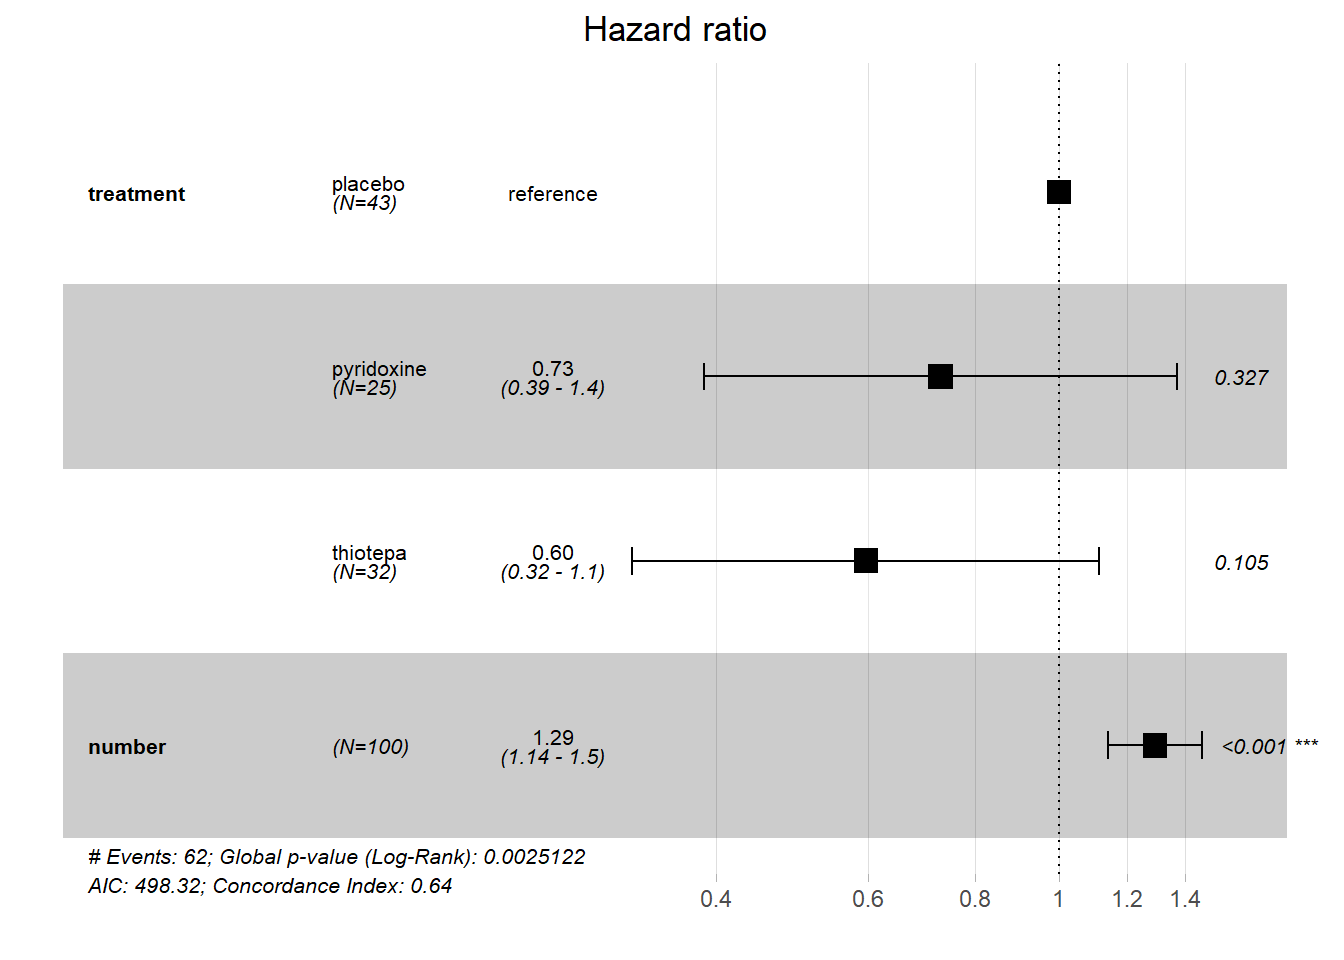 Hazard ratio
treatment
placebo
(N=43)
reference
pyridoxine
(N=25)
0.73
(0.39 - 1.4)
0.327
thiotepa
(N=32)
0.60
(0.32 - 1.1)
0.105
number
(N=100)
1.29
(1.14 - 1.5)
<0.001 ***
# Events: 62; Global p-value (Log-Rank): 0.0025122
AIC: 498.32; Concordance Index: 0.64
0.4 0.6 0.8 1 1.2 1.4